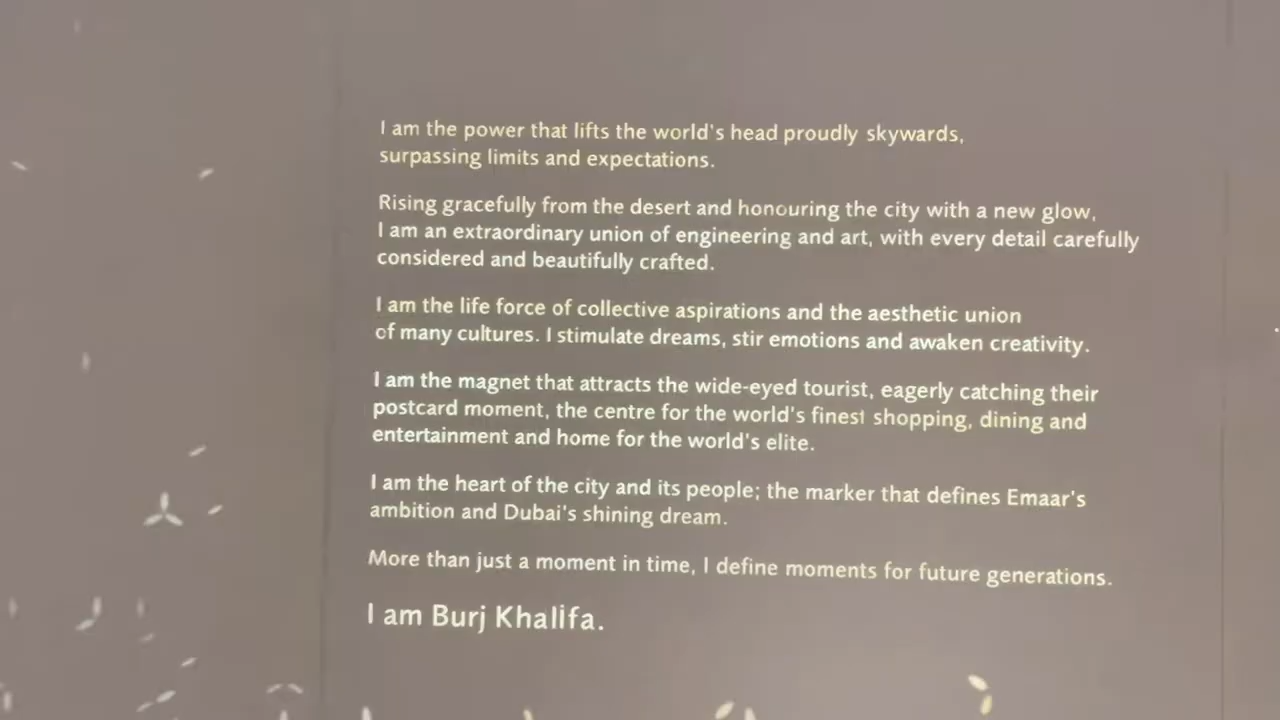 I am the power that lifts the world's head proudly skywards,
surpassing limits and expectations.
Rising gracefully from the desert and honouring the city with a new glow,
I am an extraordinary union of engineering and art, with every detail carefully
considered and beautifully crafted.
I am the life force of collective aspirations and the aesthetic union
of many cultures. I stimulate dreams, stir emotions and awaken creativity.
I am the magnet that attracts the wide-eyed tourist, eagerly catching their
postcard moment, the centre for the world's finest shopping, dining and
entertainment and home for the world's elite.
I am the heart of the city and its people; the marker that defines Emaar's
ambition and Dubai's shining dream.
More than just a moment in time, I define moments for future generations.
I am Burj Khalifa.